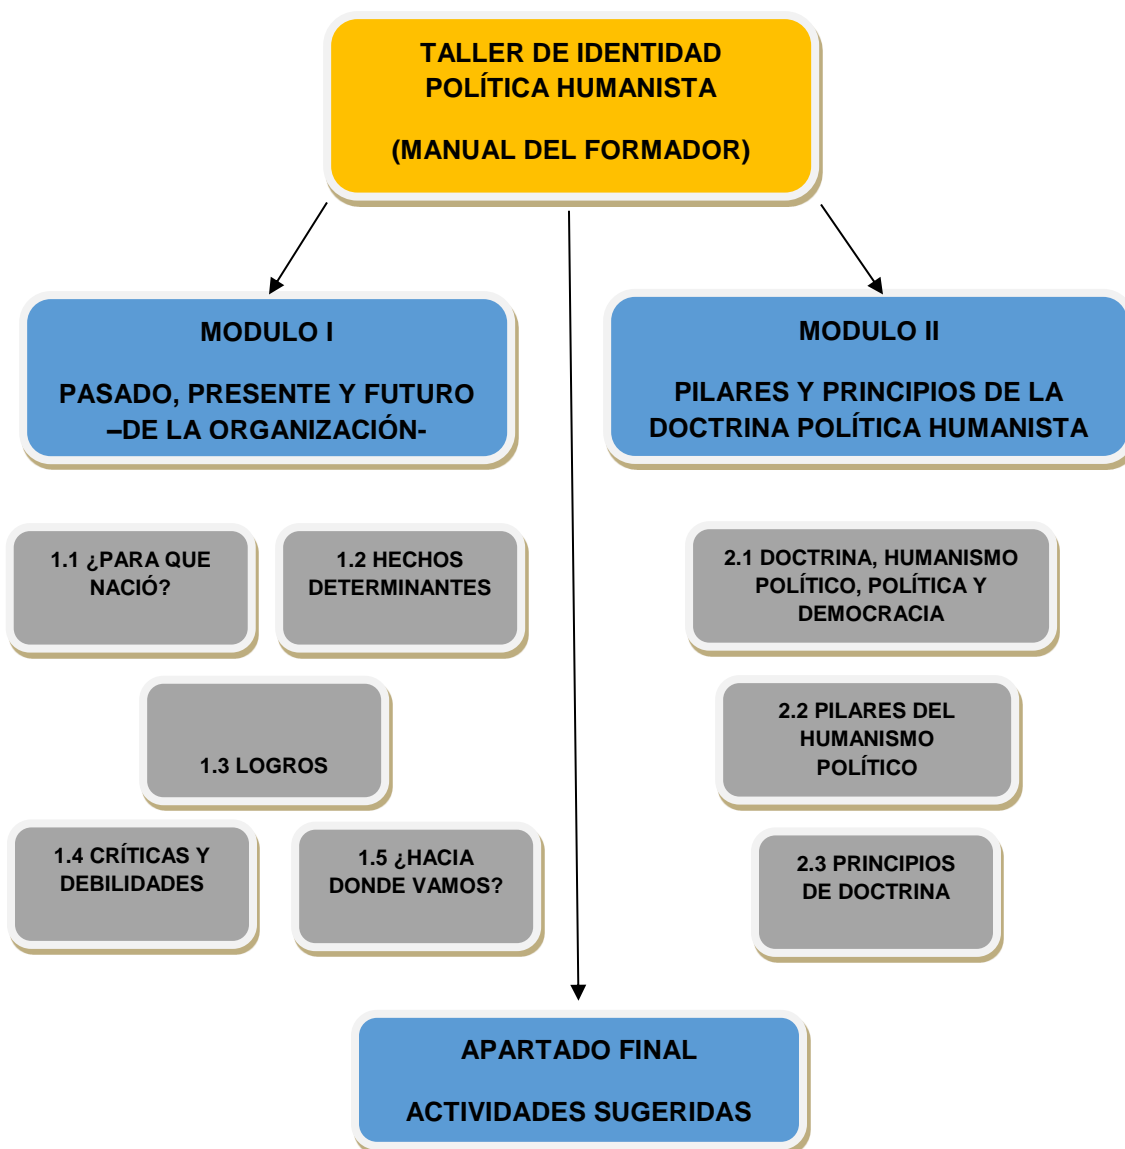 TALLER DE IDENTIDAD
POLÍTICA HUMANISTA
(MANUAL DEL FORMADOR)
MODULO I
PASADO, PRESENTE Y FUTURO
–DE LA ORGANIZACIÓN-
MODULO II
PILARES Y PRINCIPIOS DE LA
DOCTRINA POLÍTICA HUMANISTA
1.1 ¿PARA QUE
NACIÓ?
1.2 HECHOS
DETERMINANTES
1.3 LOGROS
1.4 CRÍTICAS Y
DEBILIDADES
1.5 ¿HACIA
DONDE VAMOS?
2.1 DOCTRINA, HUMANISMO
POLÍTICO, POLÍTICA Y
DEMOCRACIA
2.2 PILARES DEL
HUMANISMO
POLÍTICO
2.3 PRINCIPIOS
DE DOCTRINA
APARTADO FINAL
ACTIVIDADES SUGERIDAS